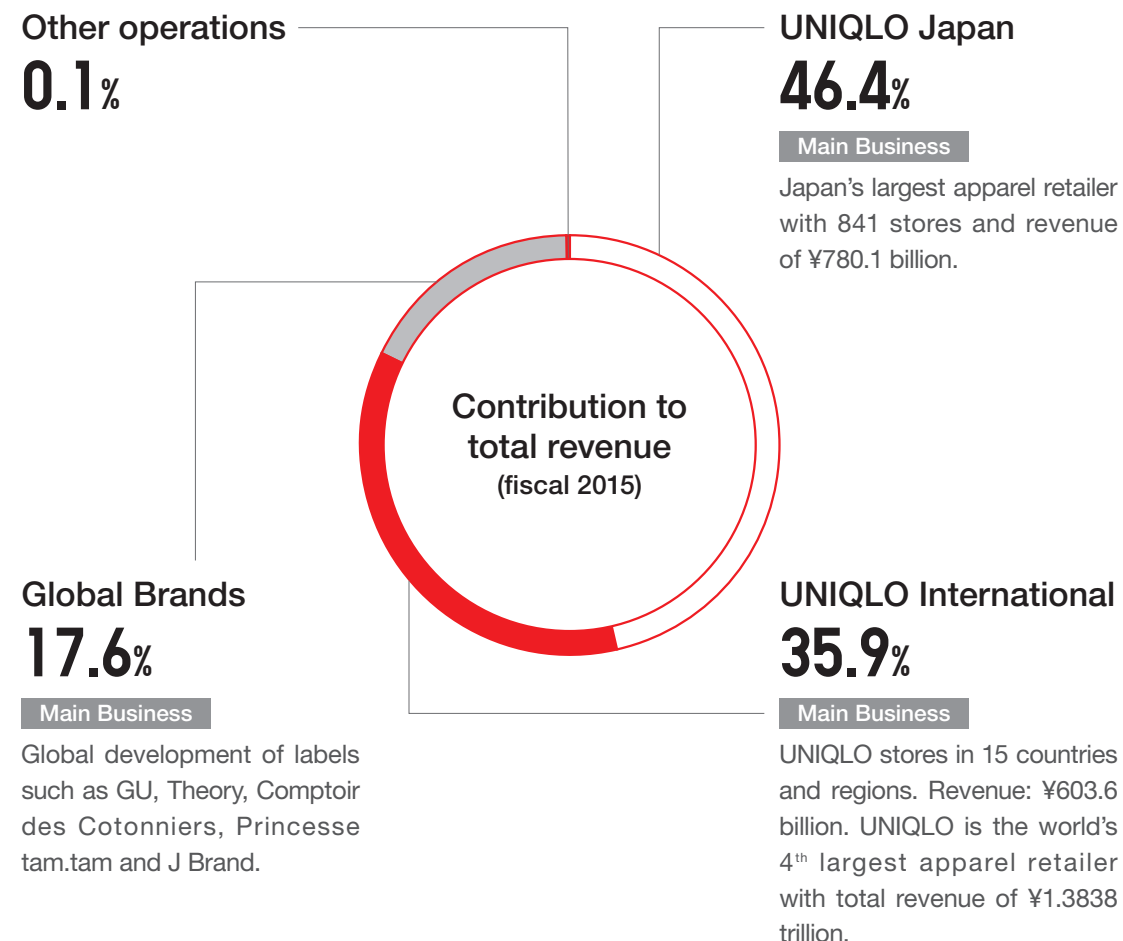 Other operations
0.1%
UNIQLO Japan
46.4%
Main Business
Japan's largest apparel retailer
with 841 stores and revenue
of ¥780.1 billion.
Contribution to
total revenue
(fiscal 2015)
Global Brands
17.6%
Main Business
Global development of labels
such as GU, Theory, Comptoir
des Cotonniers, Princesse
tam.tam and J Brand.
UNIQLO International
35.9%
Main Business
UNIQLO stores in 15 countries
and regions. Revenue: ¥603.6
billion. UNIQLO is the world's
4th largest apparel retailer
with total revenue of ¥1.3838
trillion.